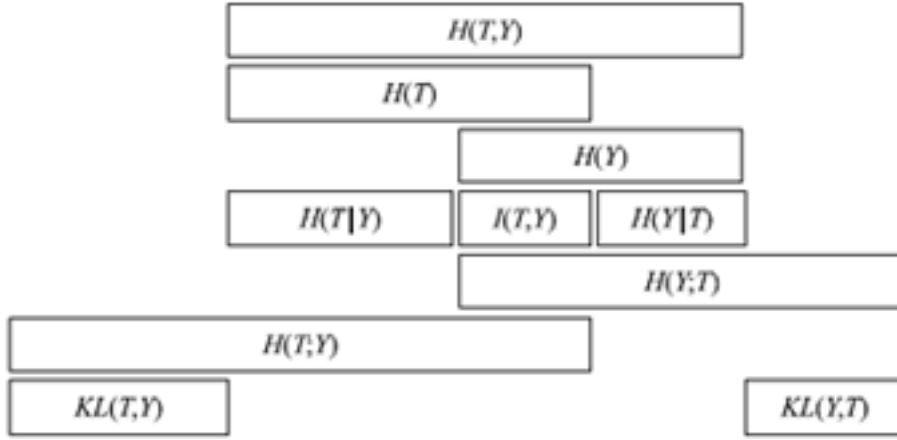 H(T,Y)
H(T)
H(Y)
H(T|Y) I(T,Y) H(Y|T)
H(Y;T)
H(T;Y)
KL(T,Y) KL(Y,T)